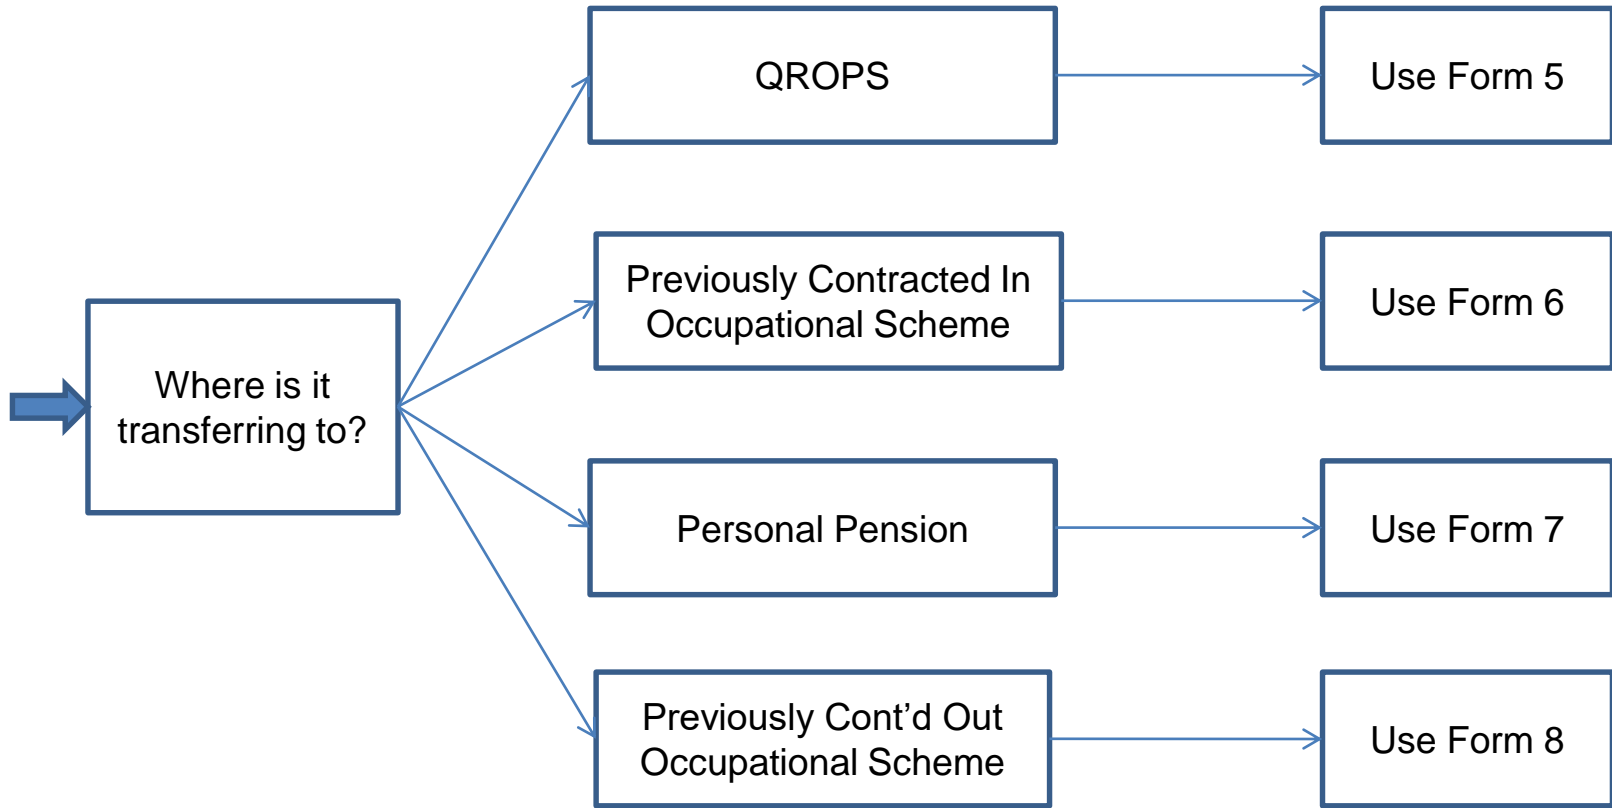 QROPS
Use Form 5
Previously Contracted In
Occupational Scheme
Use Form 6
Where is it
transferring to?
Personal Pension
Use Form 7
Previously Cont’d Out
Occupational Scheme
Use Form 8